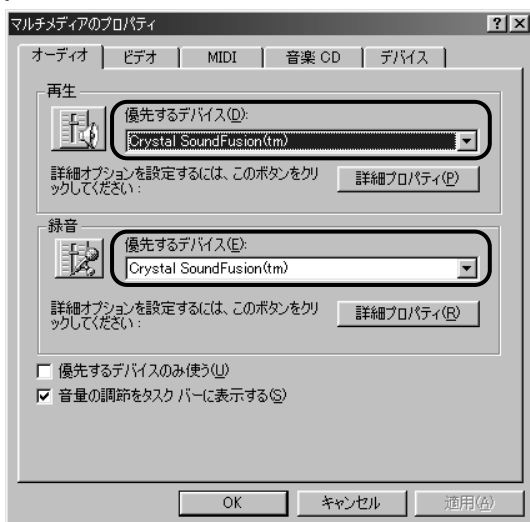 マルチメディアのプロパティ
オーディオ ビデオ MIDI 音楽 CD デバイス
再生
優先するデバイス(D):
Crystal SoundFusion(tm)
詳細オプションを設定するには、このボタンをクリ
ックしてください:
詳細プロパティ(P)
録音
優先するデバイス(E):
Crystal SoundFusion(tm)
詳細オプションを設定するには、このボタンをクリ
ックしてください:
詳細プロパティ(R)
優先するデバイスのみ使う(U)
音量の調節をタスク バーに表示する(S)
OK キャンセル 適用(A)